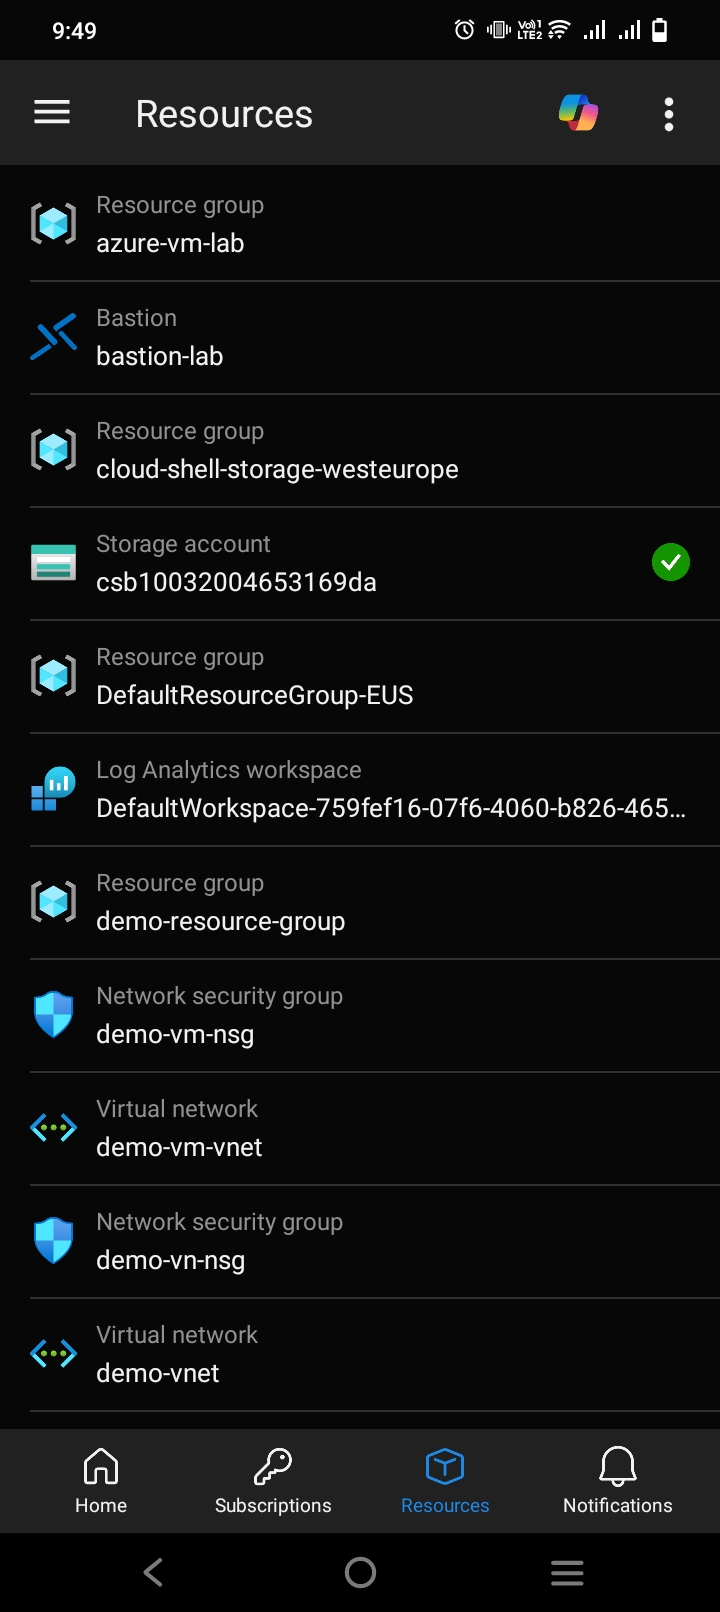 9:49
Vo))1
LTE2
Resources
Resource group
azure-vm-lab
Bastion
bastion-lab
Resource group
cloud-shell-storage-westeurope
Storage account
csb10032004653169da
Resource group
DefaultResourceGroup-EUS
Log Analytics workspace
DefaultWorkspace-759fef16-07f6-4060-b826-465...
Resource group
demo-resource-group
Network security group
demo-vm-nsg
Virtual network
demo-vm-vnet
Network security group
demo-vn-nsg
Virtual network
demo-vnet
Home
Subscriptions
Resources
Notifications